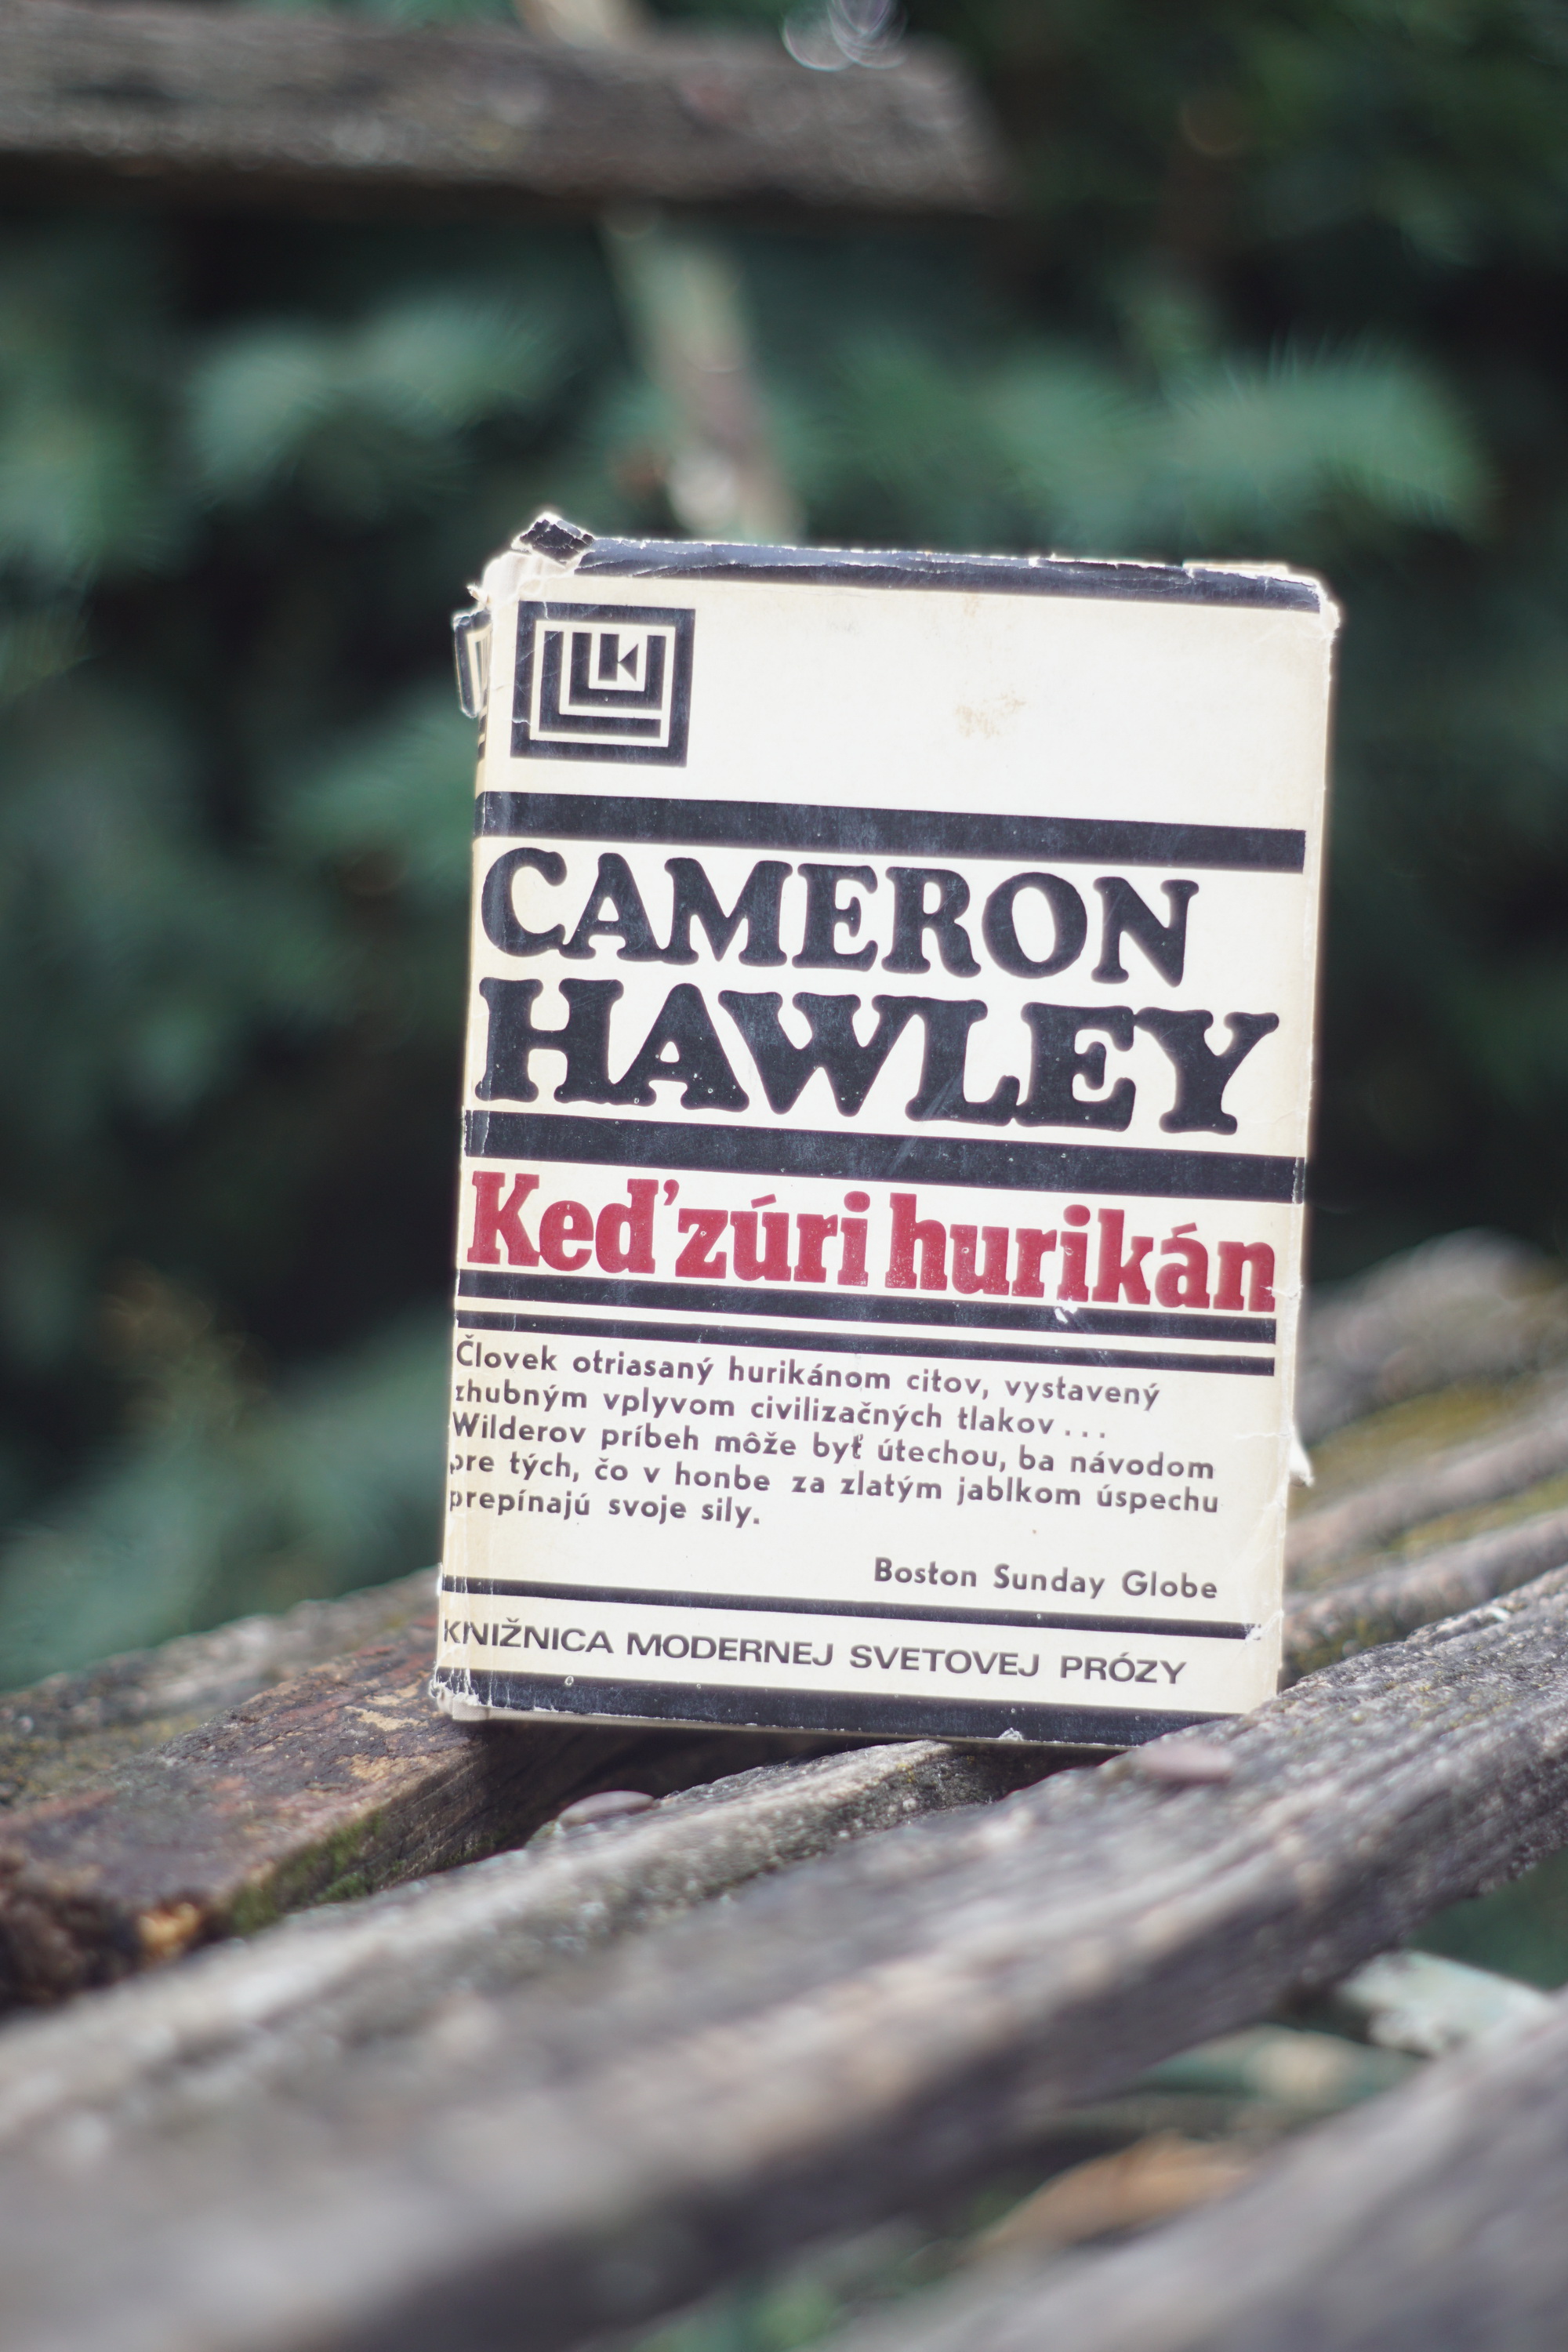 CAMERON
HAWLEY
Keď zúri hurikán
Človek otriasaný hurikánom citov, vystavený
zhubným vplyvom civilizačných tlakov...
Wilderov príbeh môže byť útechou, ba návodom
pre tých, čo v honbe za zlatým jablkom úspechu
prepínajú svoje sily.
Boston Sunday Globe
KNIŽNICA MODERNEJ SVETOVEJ PRÓZY